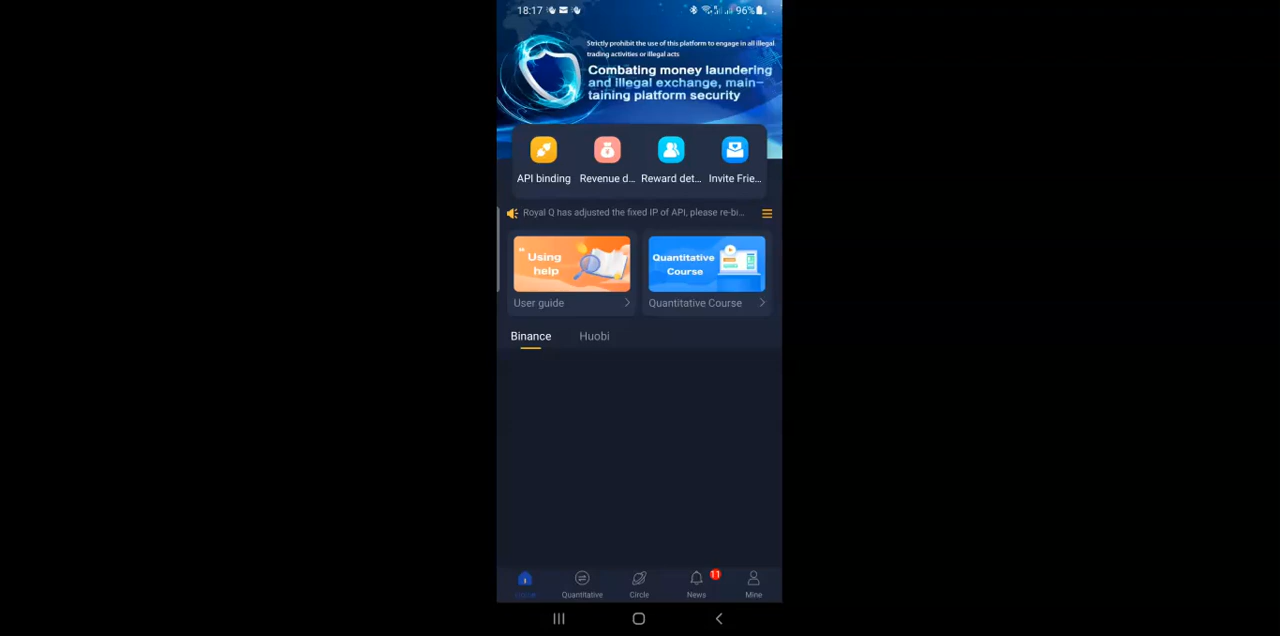 18:17
96%
Strictly prohibit the use of this platform to engage in all illegal
trading activities or illegal acts
Combating money laundering
and illegal exchange, main-
taining platform security
API binding
Revenue d...
Reward det...
Invite Frie...
Royal Q has adjusted the fixed IP of API, please re-bi...
Using
help
Quantitative
Course
User guide
Quantitative Course
Binance
Huobi
11
Quantitative
Circle
News
Mine